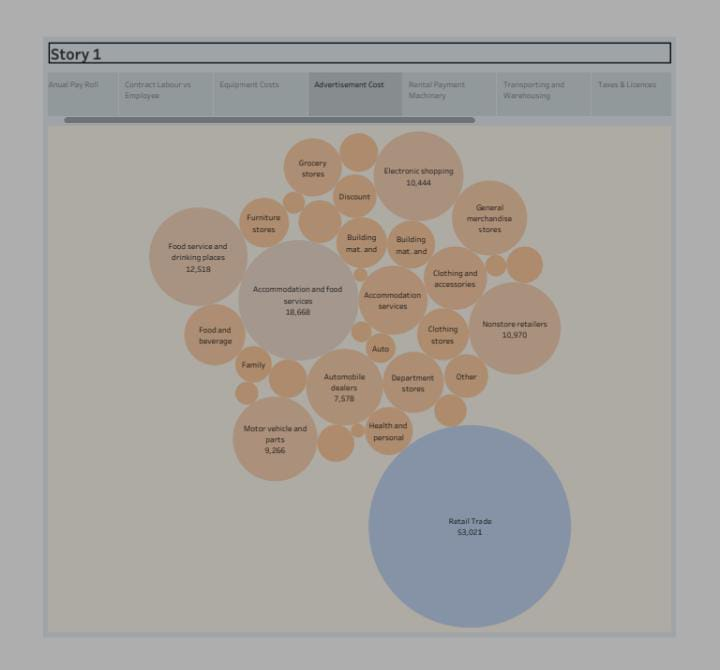 Story 1
Anual Pay Roll
Contract Labour vs
Employee
Equipment Costs
Advertisement Cost
Rental Payment
Machinery
Transporting and
Warehousing
Taxes & Licences
Grocery
stores
Electronic shopping
10,444
Discount
General
merchandise
stores
Furniture
stores
Building
mat. and
Building
mat. and
Food service and
drinking places
12,518
Clothing and
accessories
Accommodation and food
services
18,668
Accommodation
services
Nonstore retailers
10,970
Food and
beverage
Clothing
stores
Auto
Family
Automobile
dealers
7,578
Department
stores
Other
Motor vehicle and
parts
9,266
Health and
personal
Retail Trade
53,021